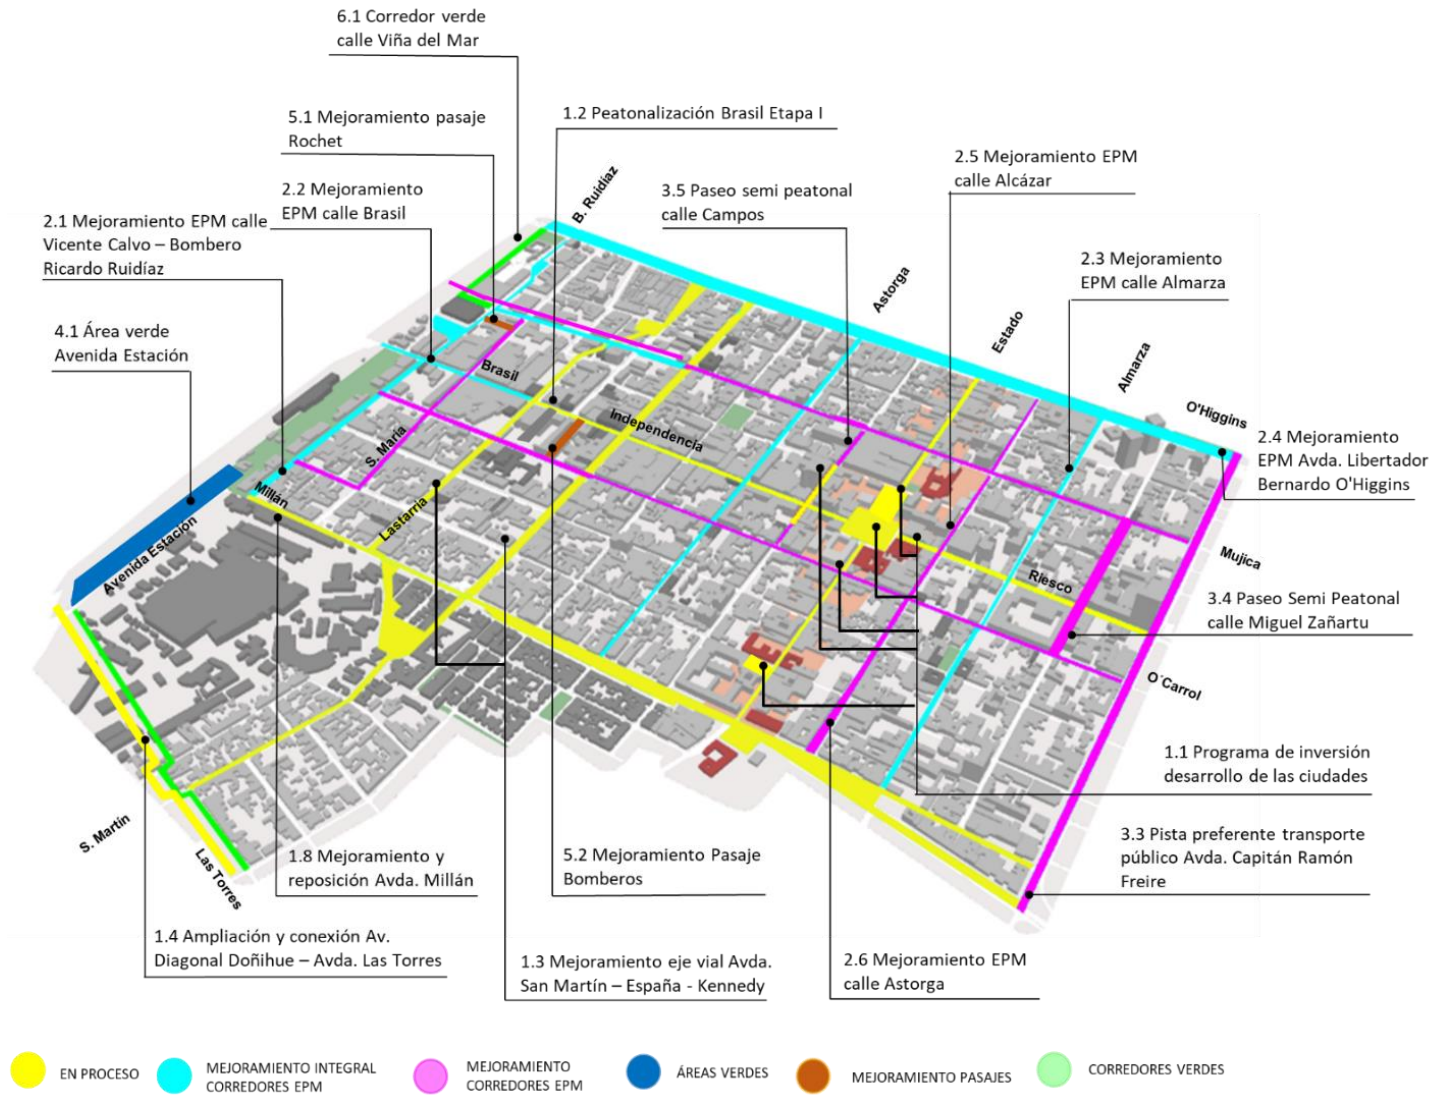 6.1 Corredor verde
calle Viña del Mar
5.1 Mejoramiento pasaje
Rochet
1.2 Peatonalización Brasil Etapa I
2.2 Mejoramiento
EPM calle Brasil
2.1 Mejoramiento EPM calle
Vicente Calvo – Bombero
Ricardo Ruidíaz
4.1 Área verde
Avenida Estación
B. Ruidíaz
3.5 Paseo semi peatonal
calle Campos
2.5 Mejoramiento EPM
calle Alcázar
2.3 Mejoramiento
EPM calle Almarza
Astorga
Estado
Almarza
O'Higgins
2.4 Mejoramiento
EPM Avda. Libertador
Bernardo O'Higgins
Brasil
Independencia
S. María
Millán
Lastarria
Avenida Estación
Riesco
Mujica
3.4 Paseo Semi Peatonal
calle Miguel Zañartu
O´Carrol
1.1 Programa de inversión
desarrollo de las ciudades
3.3 Pista preferente transporte
público Avda. Capitán Ramón
Freire
S. Martín
Las Torres
1.8 Mejoramiento y
reposición Avda. Millán
5.2 Mejoramiento Pasaje
Bomberos
1.4 Ampliación y conexión Av.
Diagonal Doñihue – Avda. Las Torres
1.3 Mejoramiento eje vial Avda.
San Martín – España - Kennedy
2.6 Mejoramiento EPM
calle Astorga
EN PROCESO
MEJORAMIENTO INTEGRAL
CORREDORES EPM
MEJORAMIENTO
CORREDORES EPM
ÁREAS VERDES
MEJORAMIENTO PASAJES
CORREDORES VERDES